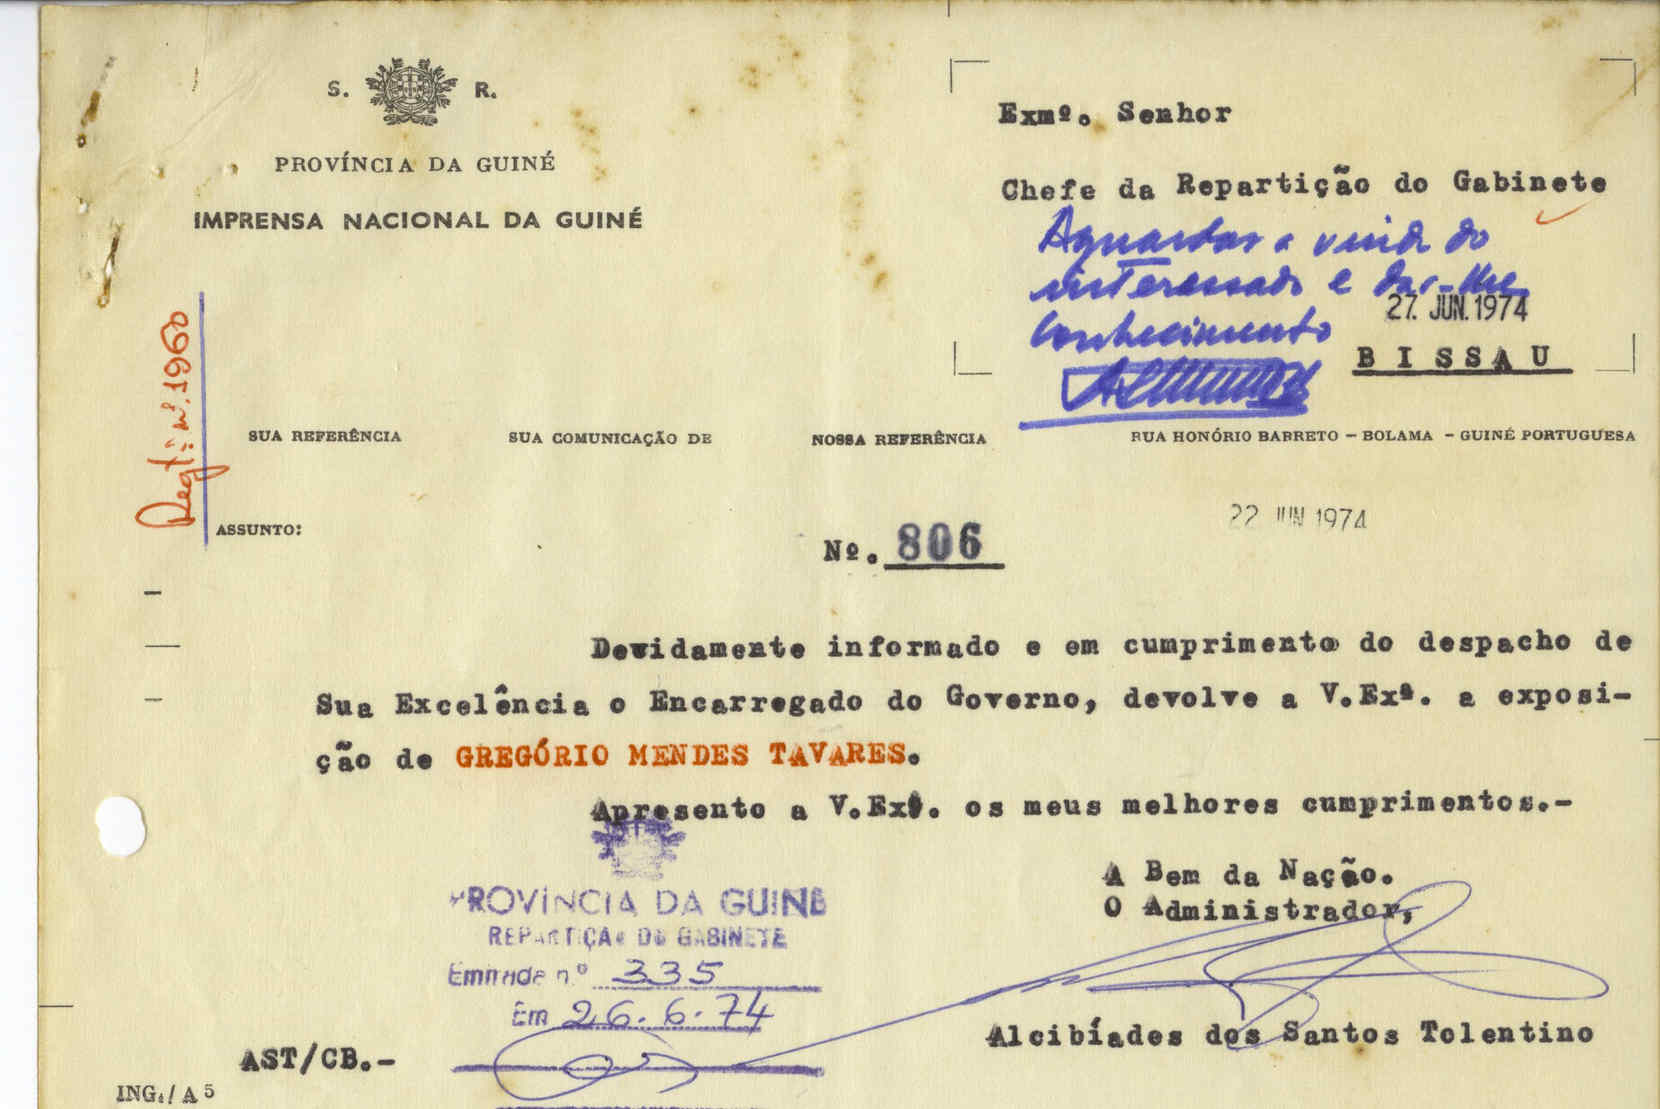 S. R.
PROVÍNCIA DA GUINÉ
IMPRENSA NACIONAL DA GUINÉ
Exmº. Senhor
Chefe da Repartição do Gabinete
Aguardar a vinda do
interessado e dar-lhe
conhecimento
27. JUN. 1974
BISSAU
Regt: nº. 1960
SUA REFERÊNCIA SUA COMUNICAÇÃO DE NOSSA REFERÊNCIA RUA HONÓRIO BARRETO – BOLAMA – GUINÉ PORTUGUESA
22 JUN 1974
ASSUNTO:
Nº. 806
Devidamente informado e em cumprimento do despacho de
Sua Excelência o Encarregado do Governo, devolve a V.Exª. a exposi-
ção de GREGÓRIO MENDES TAVARES.
Apresento a V.Exª. os meus melhores cumprimentos.-
A Bem da Nação.
O Administrador,
Alcibíades dos Santos Tolentino
PROVÍNCIA DA GUINÉ
REPARTIÇÃO DO GABINETE
Entrada n.º 335
Em 26.6.74
AST/CB.-
ING./A 5